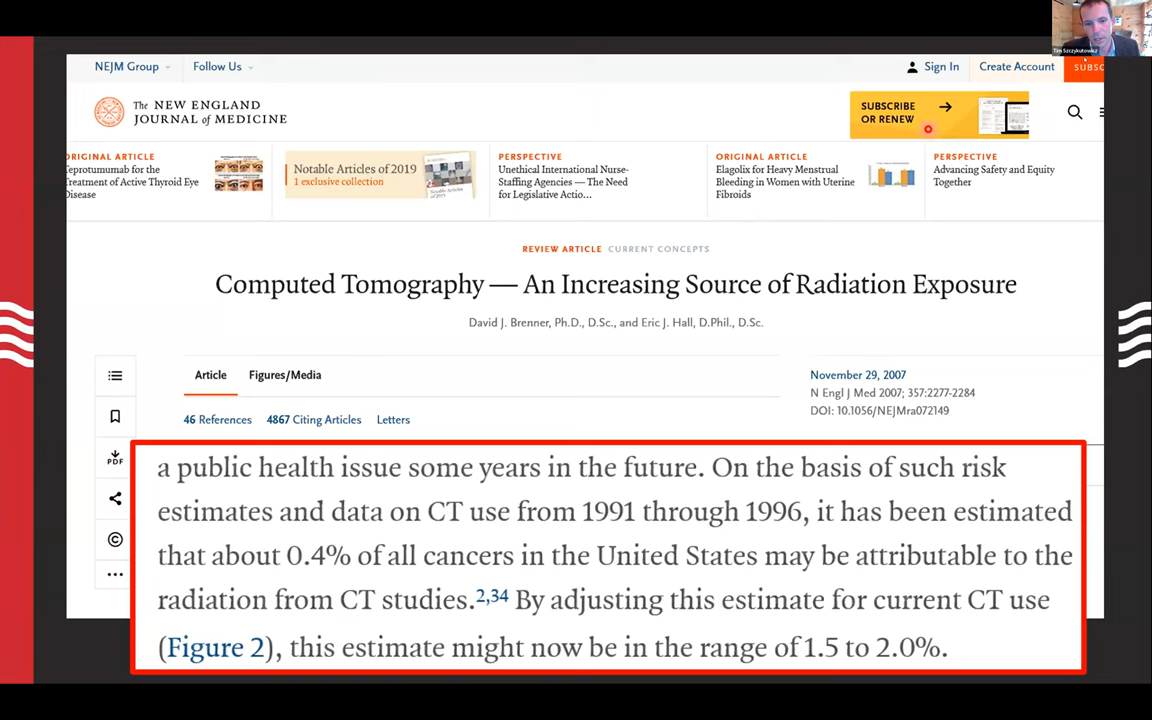 Tim Szczykutowicz
NEJM Group
Follow Us
Sign In
Create Account
SUBSC
The NEW ENGLAND
JOURNAL of MEDICINE
SUBSCRIBE
OR RENEW
ORIGINAL ARTICLE
Teprotumumab for the
Treatment of Active Thyroid Eye
Disease
Notable Articles of 2019
1 exclusive collection
Notable Articles
of 2019
PERSPECTIVE
Unethical International Nurse-
Staffing Agencies — The Need
for Legislative Actio...
ORIGINAL ARTICLE
Elagolix for Heavy Menstrual
Bleeding in Women with Uterine
Fibroids
PERSPECTIVE
Advancing Safety and Equity
Together
REVIEW ARTICLE CURRENT CONCEPTS
Computed Tomography — An Increasing Source of Radiation Exposure
David J. Brenner, Ph.D., D.Sc., and Eric J. Hall, D.Phil., D.Sc.
Article
Figures/Media
November 29, 2007
N Engl J Med 2007; 357:2277-2284
DOI: 10.1056/NEJMra072149
46 References
4867 Citing Articles
Letters
PDF
a public health issue some years in the future. On the basis of such risk
estimates and data on CT use from 1991 through 1996, it has been estimated
that about 0.4% of all cancers in the United States may be attributable to the
radiation from CT studies.2,34 By adjusting this estimate for current CT use
(Figure 2), this estimate might now be in the range of 1.5 to 2.0%.